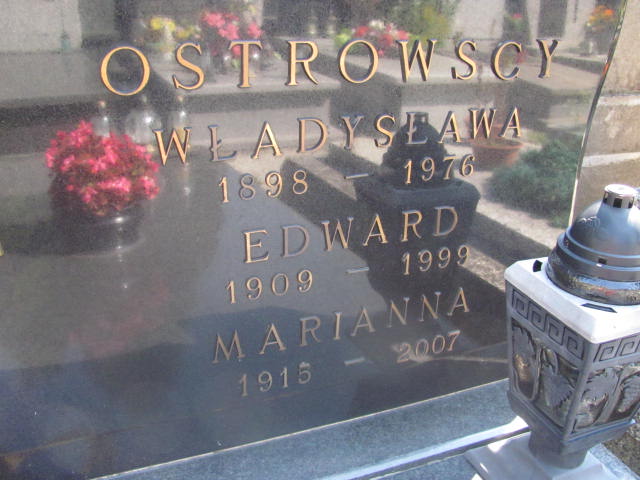 OSTROWSCY
WŁADYSŁAWA
1898 – 1976
EDWARD
1909 – 1999
MARIANNA
1915 – 2007